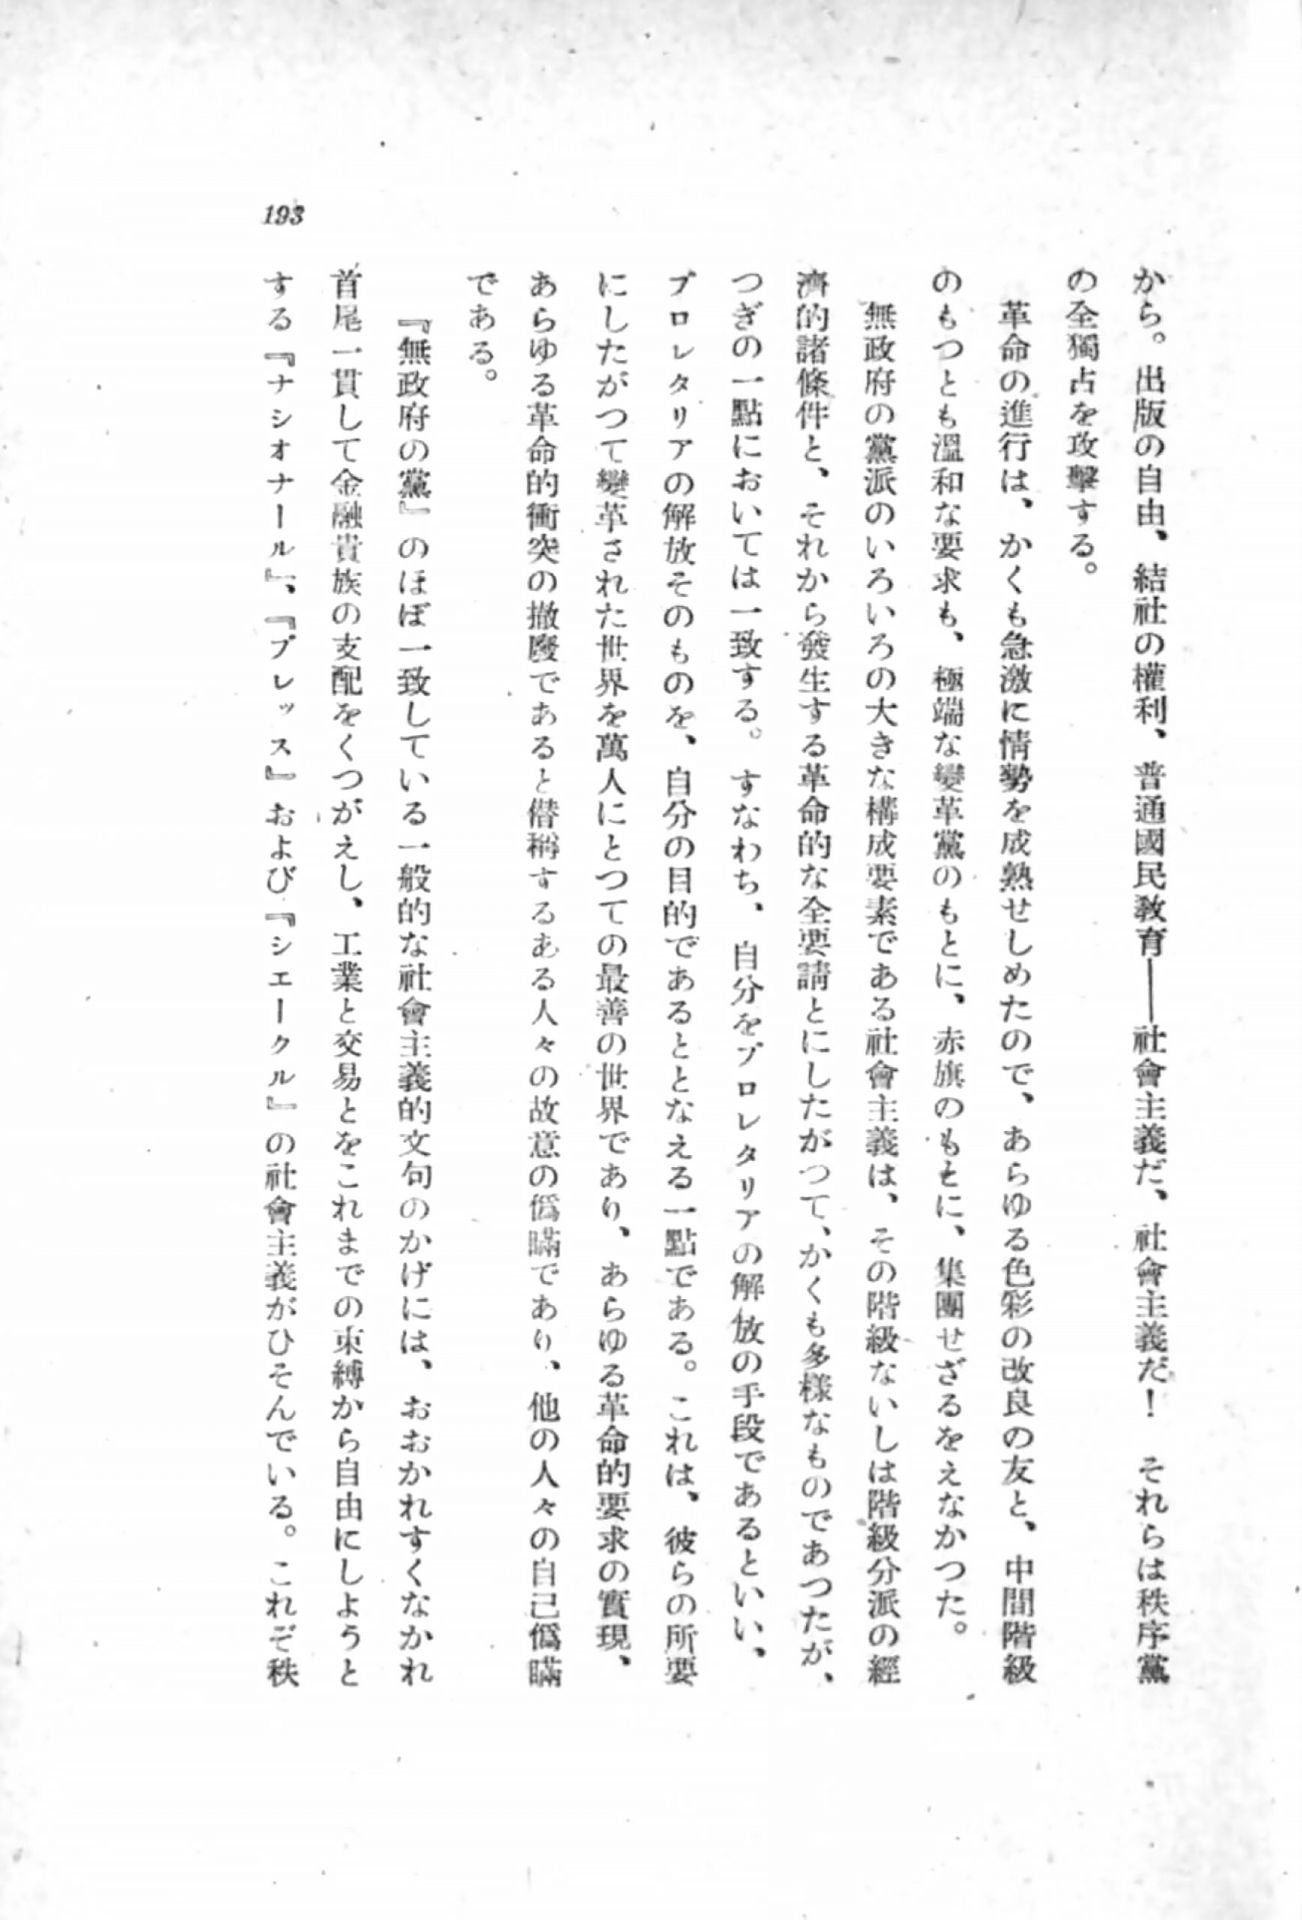 から。出版の自由、結社の權利、普通國民敎育――社會主義だ、社會主義だ！　それらは秩序黨
の全獨占を攻擊する。
　革命の進行は、かくも急激に情勢を成熟せしめたので、あらゆる色彩の改良の友と、中間階級
のもつとも溫和な要求も、極端な變革黨のもとに、赤旗のもとに、集團せざるをえなかつた。
　無政府の黨派のいろいろの大きな構成要素である社會主義は、その階級ないしは階級分派の經
濟的諸條件と、それから發生する革命的な全要請とにしたがつて、かくも多樣なものであつたが、
つぎの一點においては一致する。すなわち、自分をプロレタリアの解放の手段であるといい、
プロレタリアの解放そのものを、自分の目的であるととなえる一點である。これは、彼らの所要
にしたがつて變革された世界を萬人にとつての最善の世界であり、あらゆる革命的要求の實現、
あらゆる革命的衝突の撤廢であると僭稱するある人々の故意の僞瞞であり、他の人々の自己僞瞞
である。
　『無政府の黨』のほぼ一致している一般的な社會主義的文句のかげには、おおかれすくなかれ
首尾一貫して金融貴族の支配をくつがえし、工業と交易とをこれまでの束縛から自由にしようと
する『ナシオナール』、『プレッス』および『シエークル』の社會主義がひそんでいる。これぞ秩
193